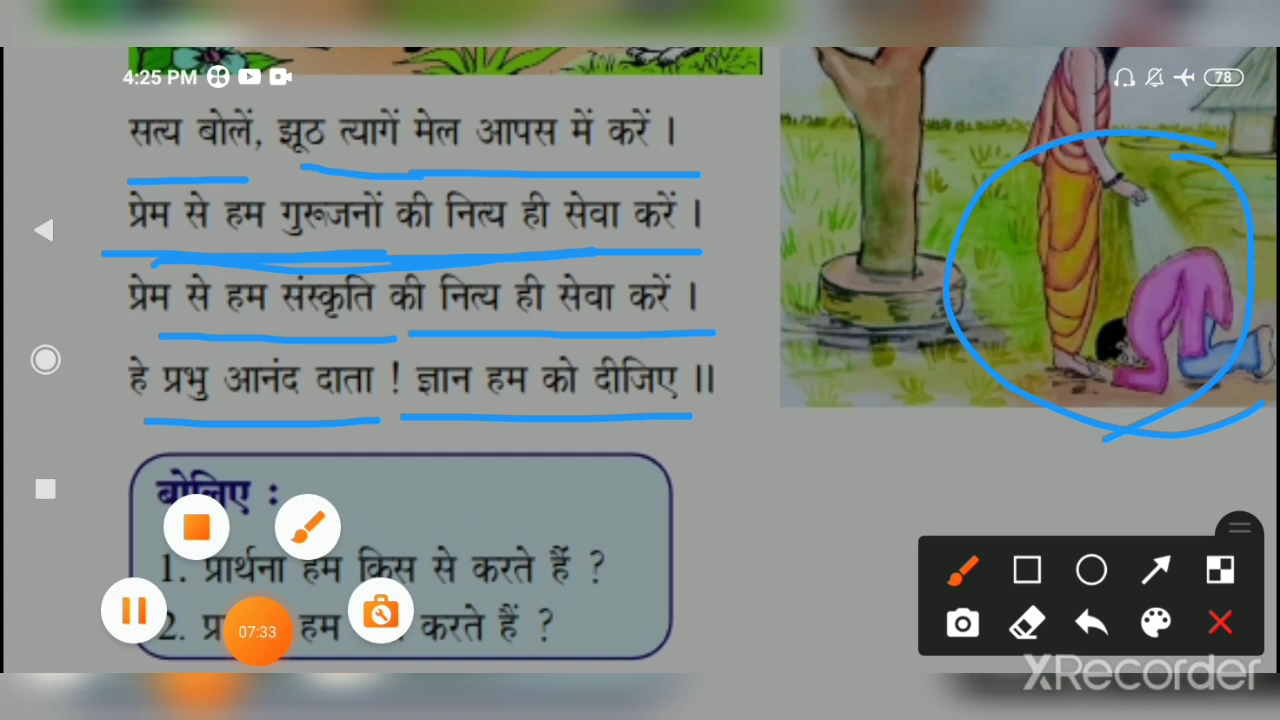 4:25 PM
78
सत्य बोलें, झूठ त्यागें मेल आपस में करें ।
प्रेम से हम गुरूजनों की नित्य ही सेवा करें ।
प्रेम से हम संस्कृति की नित्य ही सेवा करें ।
हे प्रभु आनंद दाता ! ज्ञान हम को दीजिए ।।
बोलिए :
1. प्रार्थना हम किस से करते हैं ?
2. हम करते हैं ?
07:33
XRecorder